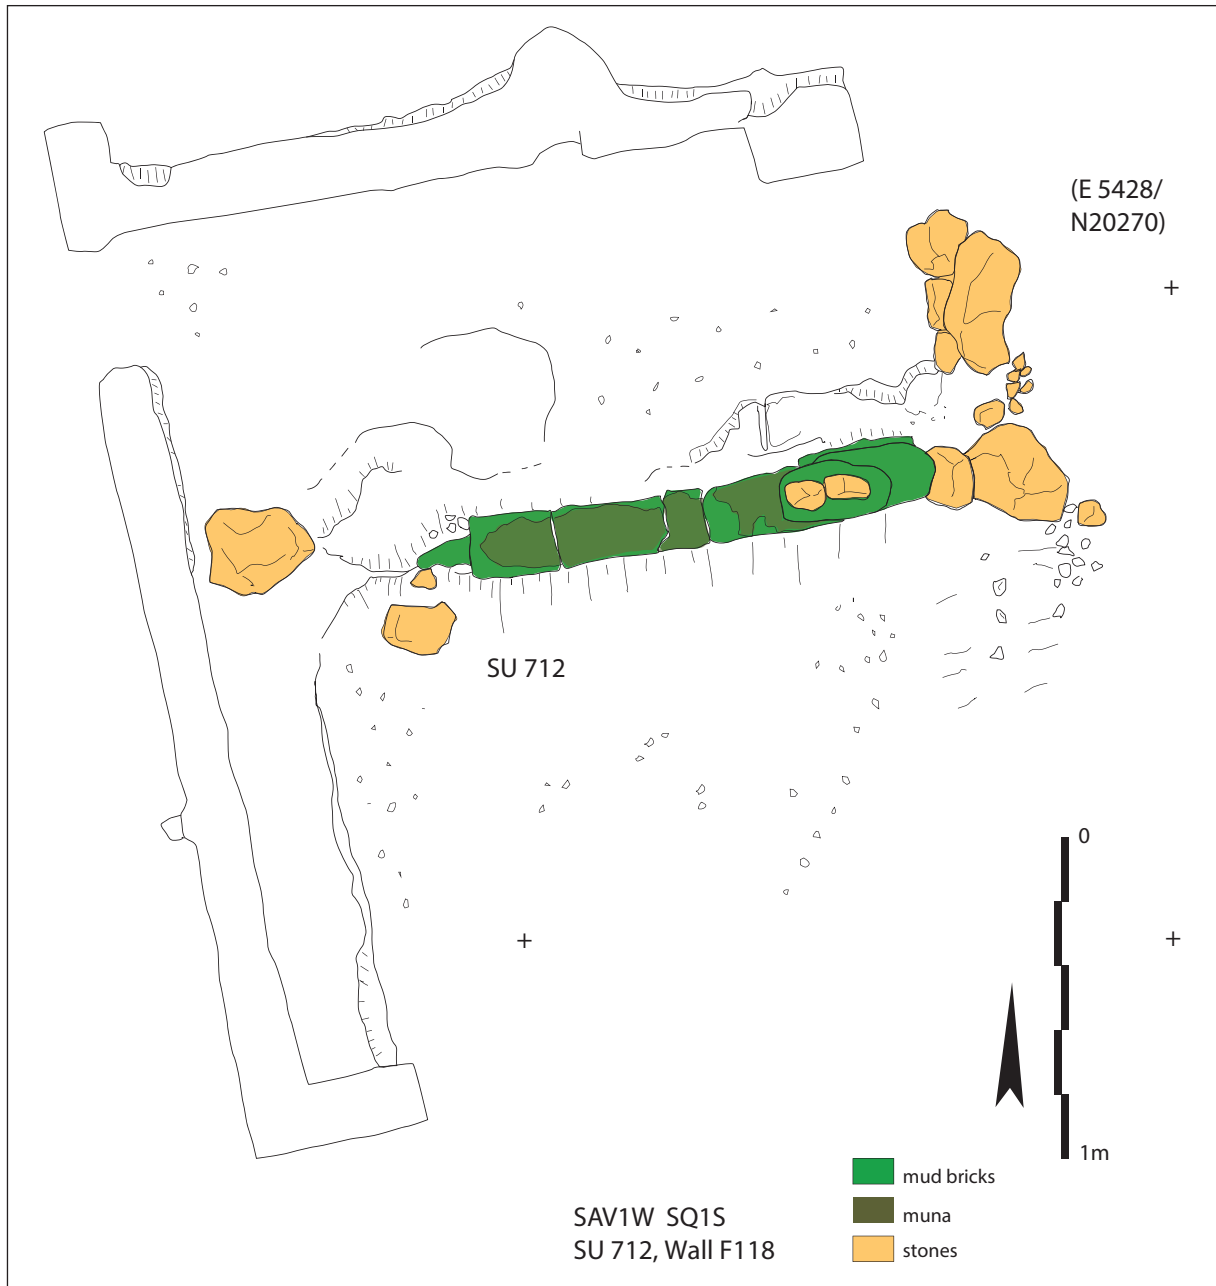 (E 5428/
N20270)
SU 712
0
1m
mud bricks
muna
stones
SAV1W SQ1S
SU 712, Wall F118